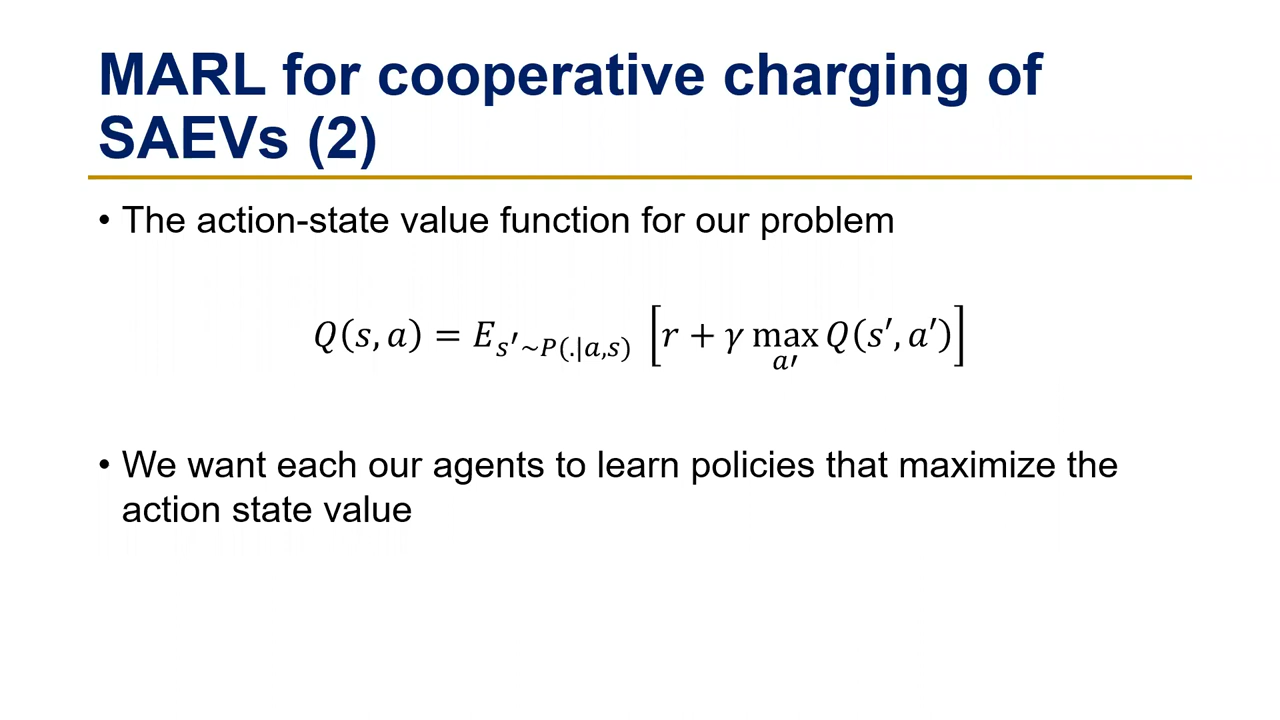 MARL for cooperative charging of
SAEVs (2)
• The action-state value function for our problem
Q(s, a) = E_{s′~P(.|a,s)} [r + γ max_{a′} Q(s′, a′)]
• We want each our agents to learn policies that maximize the
action state value